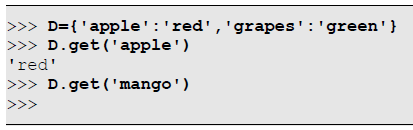 >>> D={'apple':'red','grapes':'green'}
>>> D.get('apple')
'red'
>>> D.get('mango')
>>>